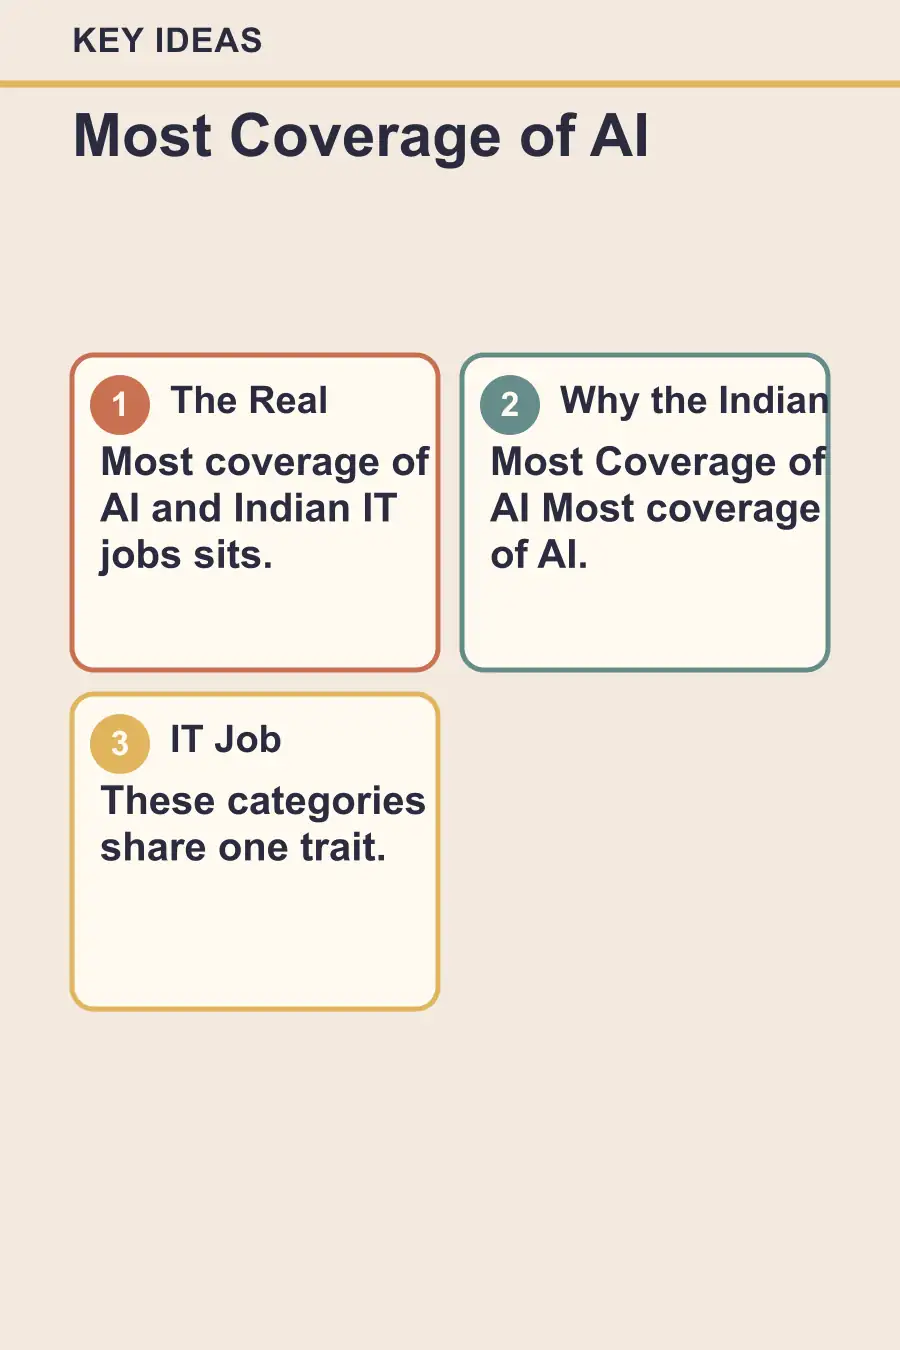 KEY IDEAS
Most Coverage of AI
1
The Real
Most coverage of
AI and Indian IT
jobs sits.
2
Why the Indian
Most Coverage of
AI Most coverage
of AI.
3
IT Job
These categories
share one trait.